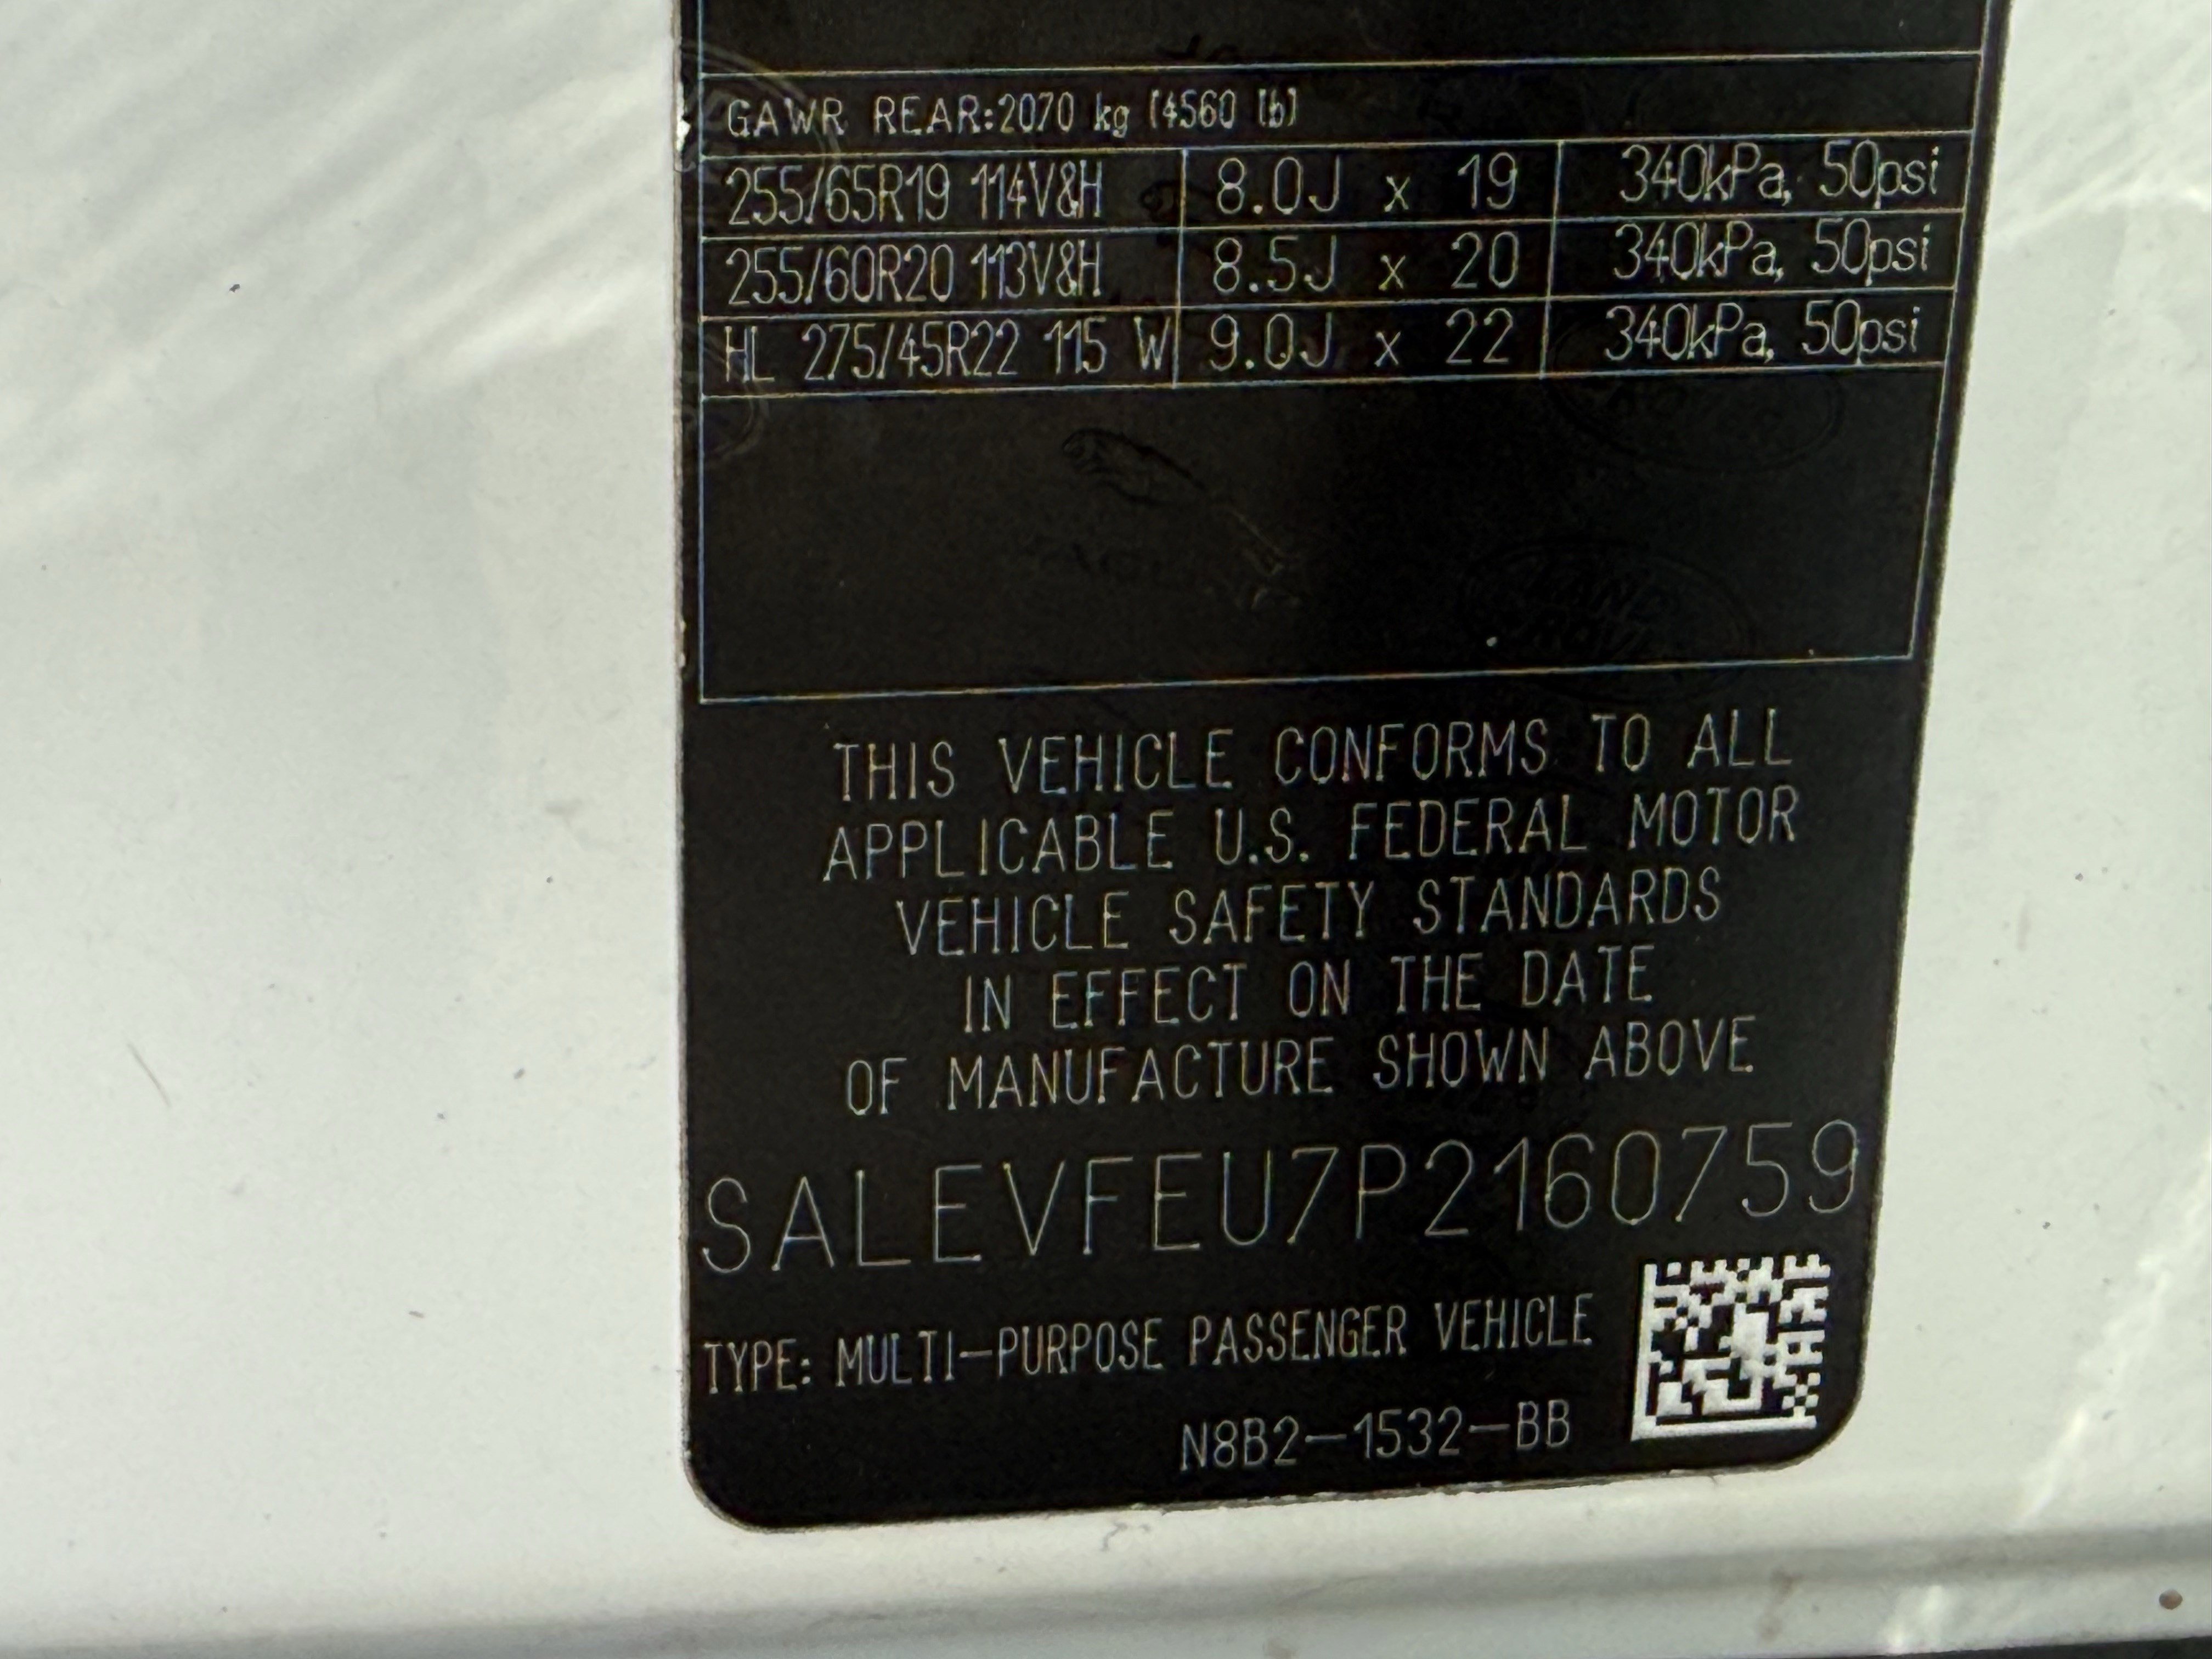 GAWR REAR:2070 kg (4560 lb)
255/65R19 114V&H 8.0J x 19 340kPa, 50psi
255/60R20 113V&H 8.5J x 20 340kPa, 50psi
HL 275/45R22 115 W 9.0J x 22 340kPa, 50psi
LAND
ROVER
THIS VEHICLE CONFORMS TO ALL
APPLICABLE U.S. FEDERAL MOTOR
VEHICLE SAFETY STANDARDS
IN EFFECT ON THE DATE
OF MANUFACTURE SHOWN ABOVE
SALEVFEU7P2160759
TYPE: MULTI-PURPOSE PASSENGER VEHICLE
N8B2-1532-BB